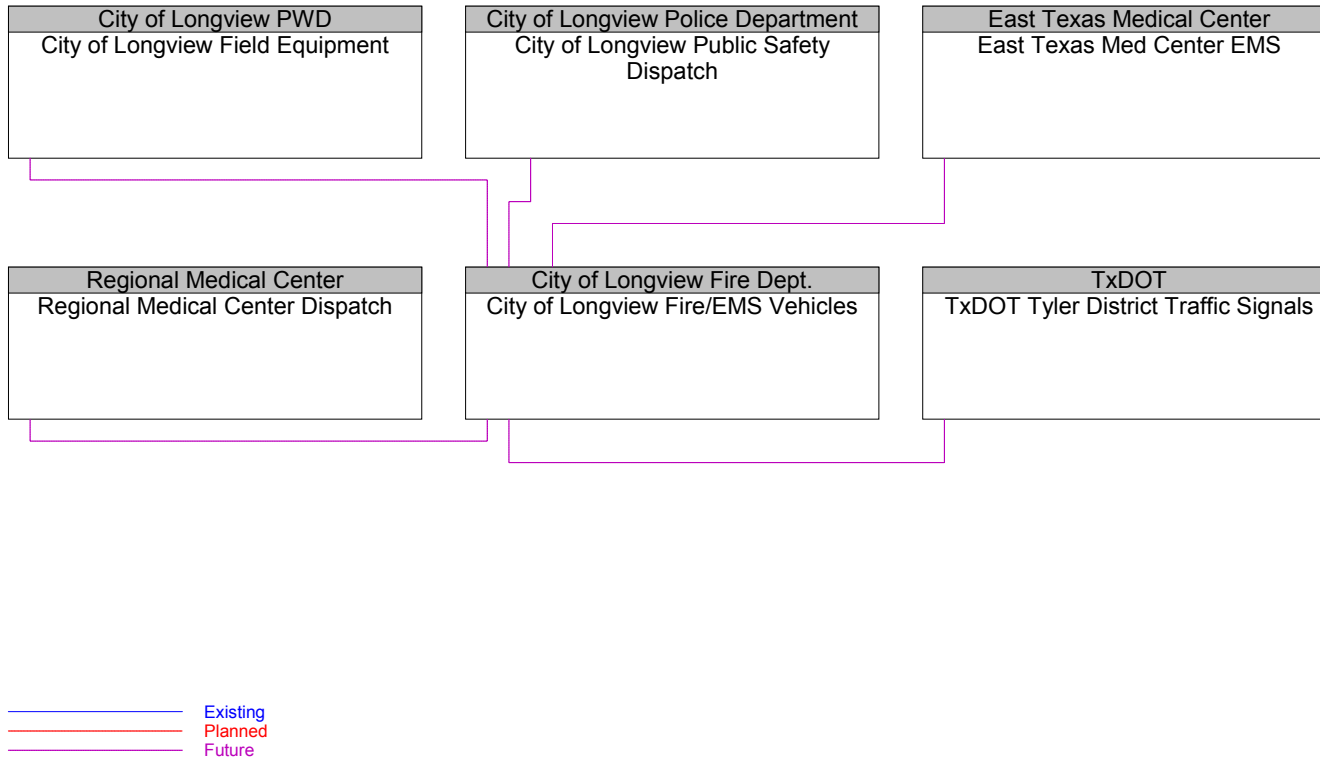 City of Longview PWD
City of Longview Field Equipment
City of Longview Police Department
City of Longview Public Safety
Dispatch
East Texas Medical Center
East Texas Med Center EMS
Regional Medical Center
Regional Medical Center Dispatch
City of Longview Fire Dept.
City of Longview Fire/EMS Vehicles
TxDOT
TxDOT Tyler District Traffic Signals
Existing
Planned
Future